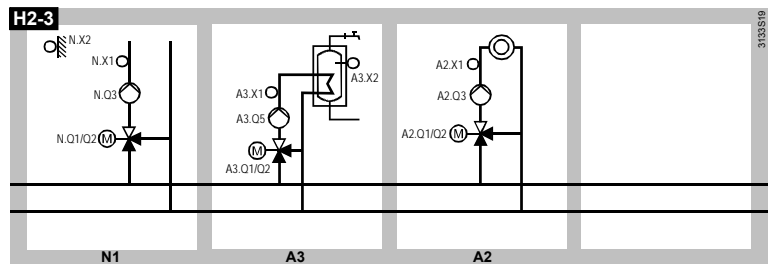 H2-3
3133S19
N.X2
N.X1
N.Q3
N.Q1/Q2
M
A3.X2
A3.X1
A3.Q5
M
A3.Q1/Q2
A2.X1
A2.Q3
A2.Q1/Q2
M
N1
A3
A2